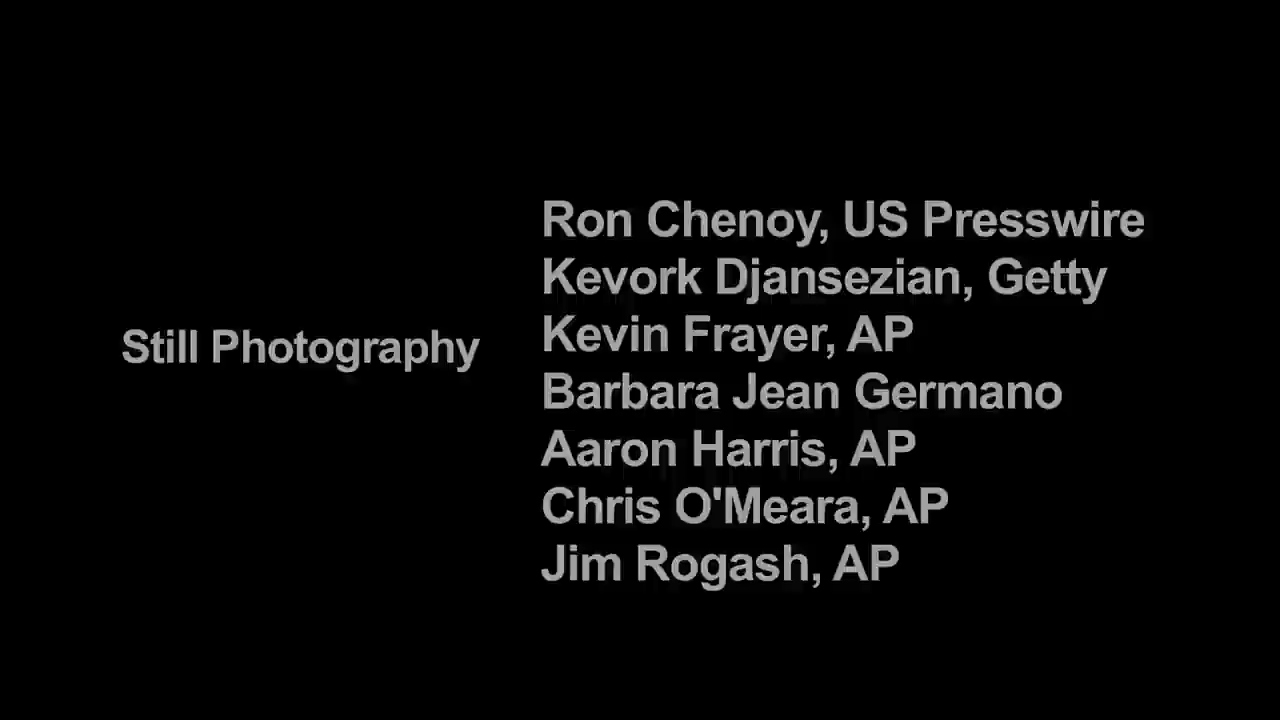 Still Photography
Ron Chenoy, US Presswire
Kevork Djansezian, Getty
Kevin Frayer, AP
Barbara Jean Germano
Aaron Harris, AP
Chris O'Meara, AP
Jim Rogash, AP